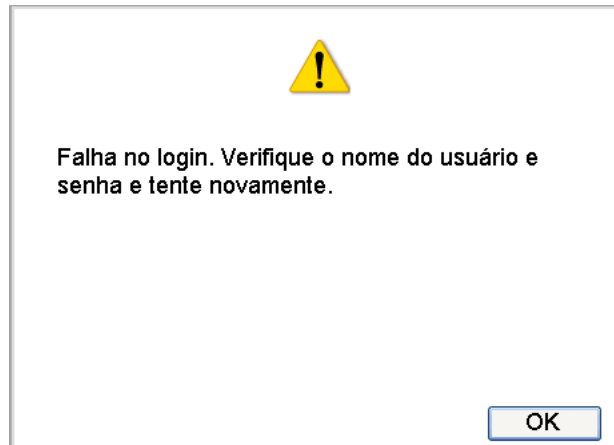 Falha no login. Verifique o nome do usuário e
senha e tente novamente.
OK